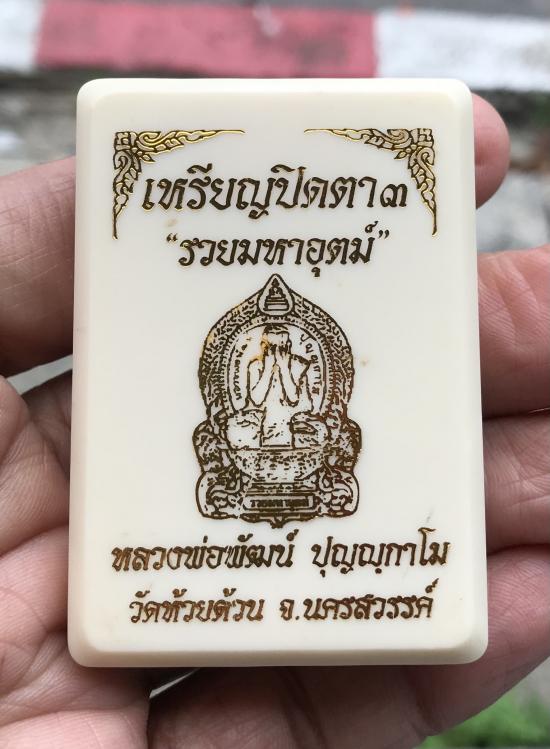 เหรียญปิดตา๓
“รวยมหาอุตม์”
หลวงพ่อพัฒน์ ปุญฺญกาโม
วัดห้วยด้วน จ.นครสวรรค์